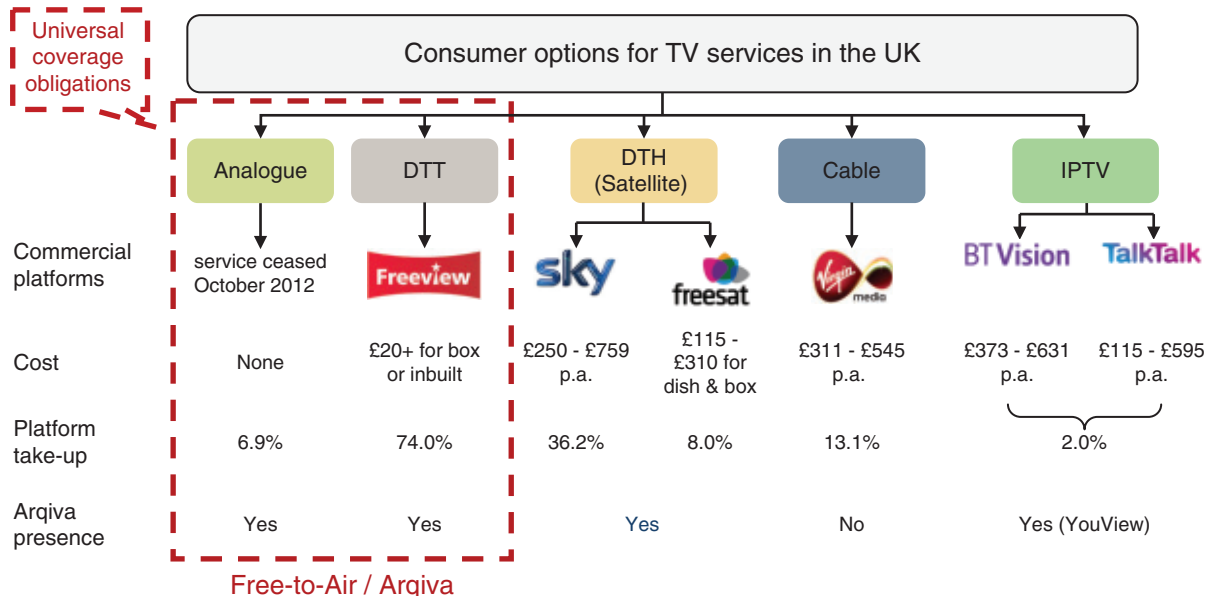 Universal
coverage
obligations
Consumer options for TV services in the UK
Analogue
DTT
DTH
(Satellite)
Cable
IPTV
Commercial
platforms
service ceased
October 2012
Freeview
sky
freesat
Virgin
media
BT Vision
TalkTalk
Cost
None
£20+ for box
or inbuilt
£250 - £759
p.a.
£115 -
£310 for
dish & box
£311 - £545
p.a.
£373 - £631
p.a.
£115 - £595
p.a.
Platform
take-up
6.9%
74.0%
36.2%
8.0%
13.1%
2.0%
Arqiva
presence
Yes
Yes
Yes
No
Yes (YouView)
Free-to-Air / Arqiva